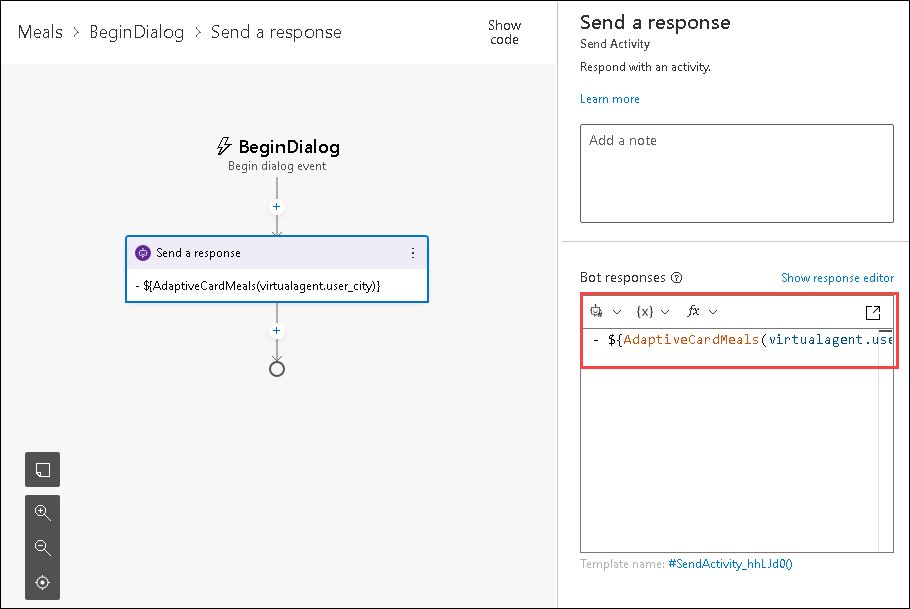 Meals > BeginDialog > Send a response
Show
code
BeginDialog
Begin dialog event
+
Send a response
- ${AdaptiveCardMeals(virtualagent.user_city)}
+
Send a response
Send Activity
Respond with an activity.
Learn more
Add a note
Bot responses
Show response editor
{x}
fx
- ${AdaptiveCardMeals(virtualagent.use
Template name: #SendActivity_hhLJd0()